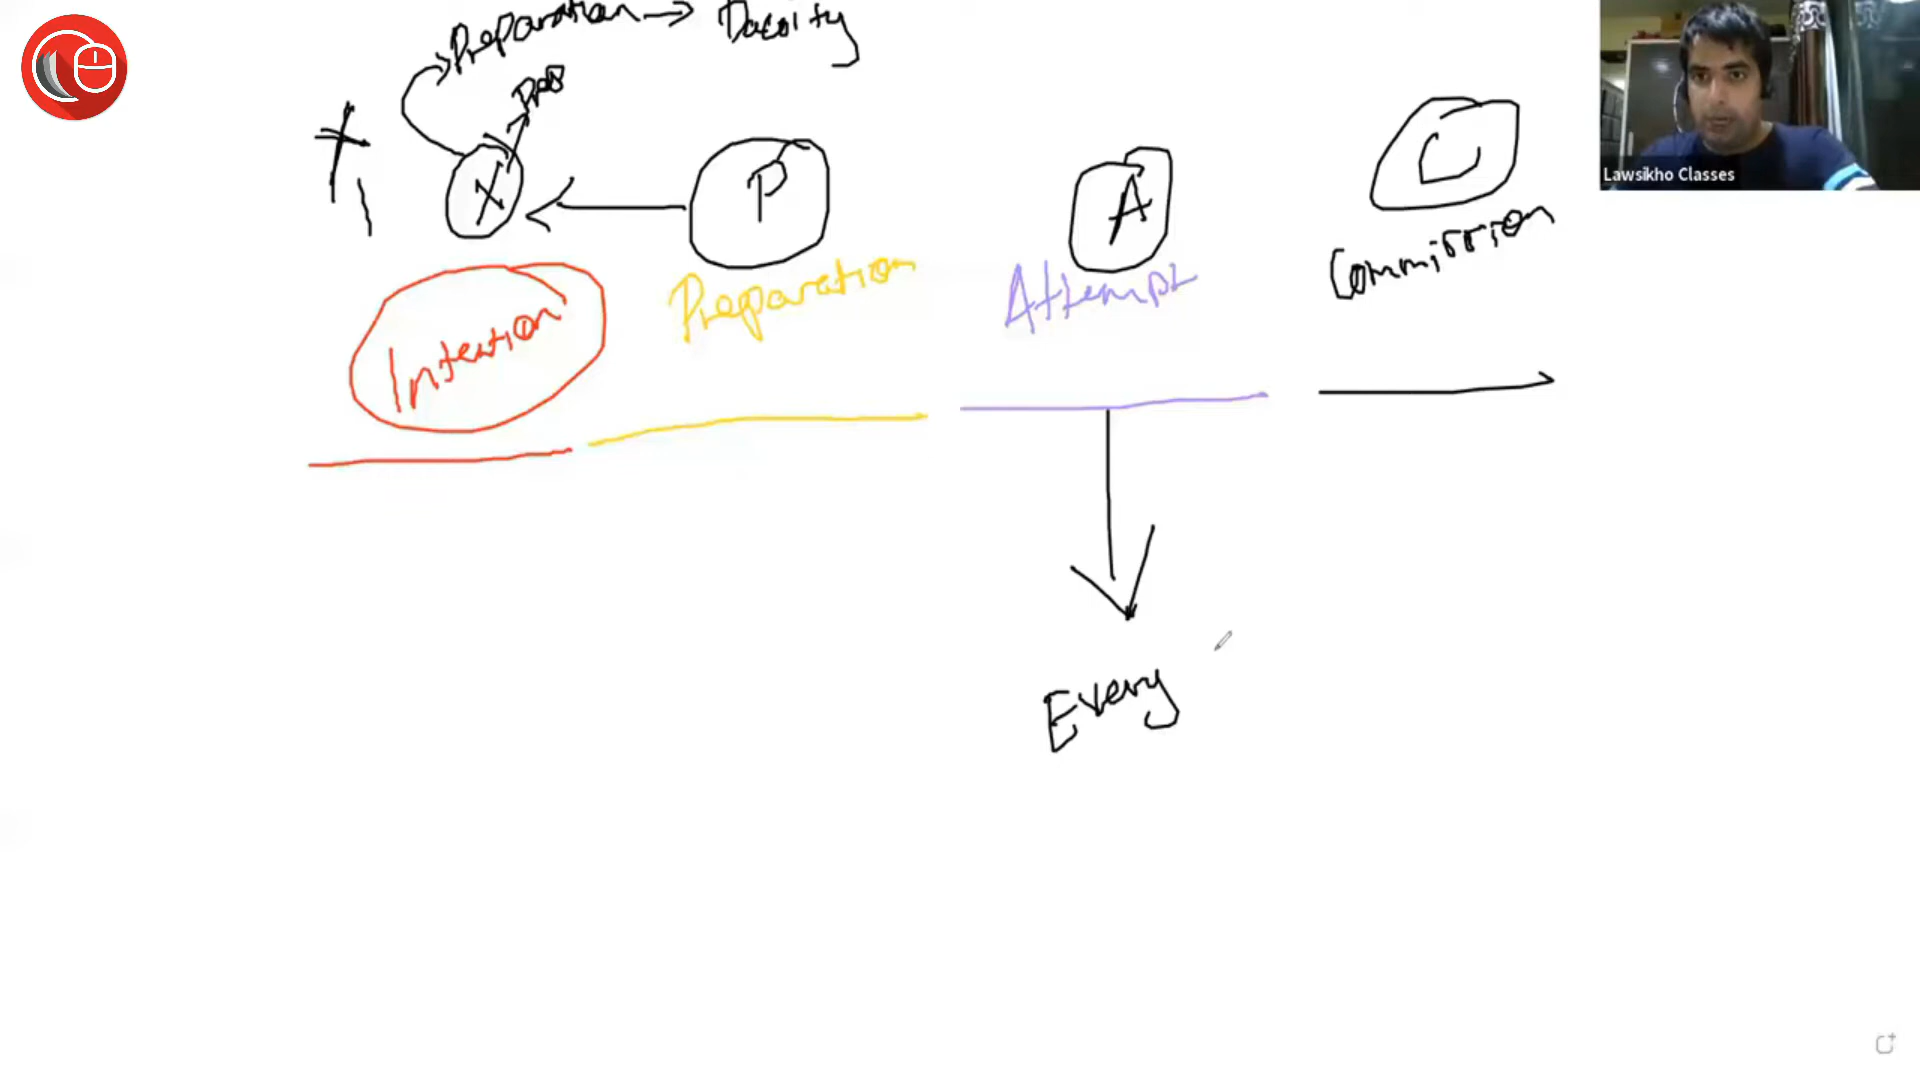 Preparation → Dacoity
X
P
A
C
Intention
Preparation
Attempt
Commission
Every
Lawsikho Classes